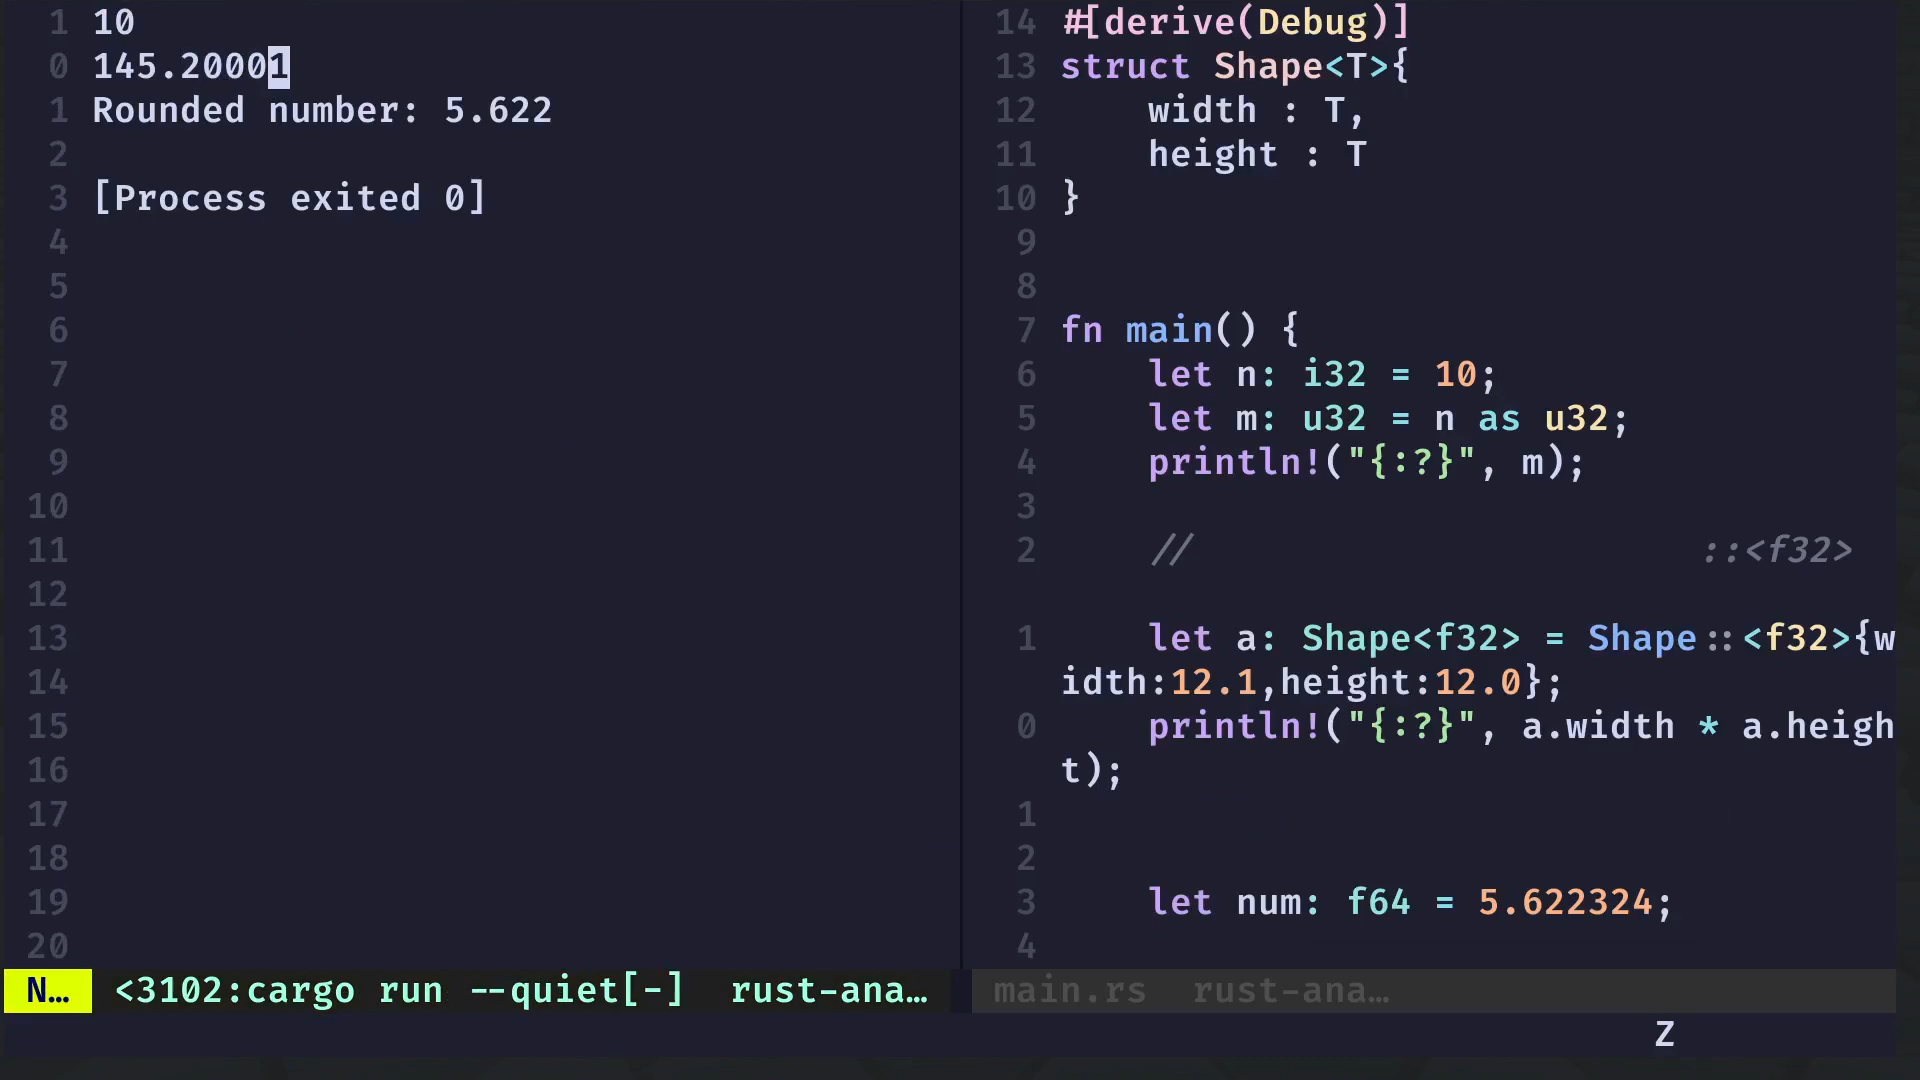 1 10
0 145.20001
1 Rounded number: 5.622
2
3 [Process exited 0]
4
5
6
7
8
9
10
11
12
13
14
15
16
17
18
19
20
N… <3102:cargo run --quiet[-] rust-ana…
14 #[derive(Debug)]
13 struct Shape<T>{
12     width : T,
11     height : T
10 }
9
8
7 fn main() {
6     let n: i32 = 10;
5     let m: u32 = n as u32;
4     println!("{:?}", m);
3
2     //                       ::<f32>
1     let a: Shape<f32> = Shape::<f32>{w
idth:12.1,height:12.0};
0     println!("{:?}", a.width * a.heigh
t);
1
2
3     let num: f64 = 5.622324;
4
main.rs rust-ana…
Z